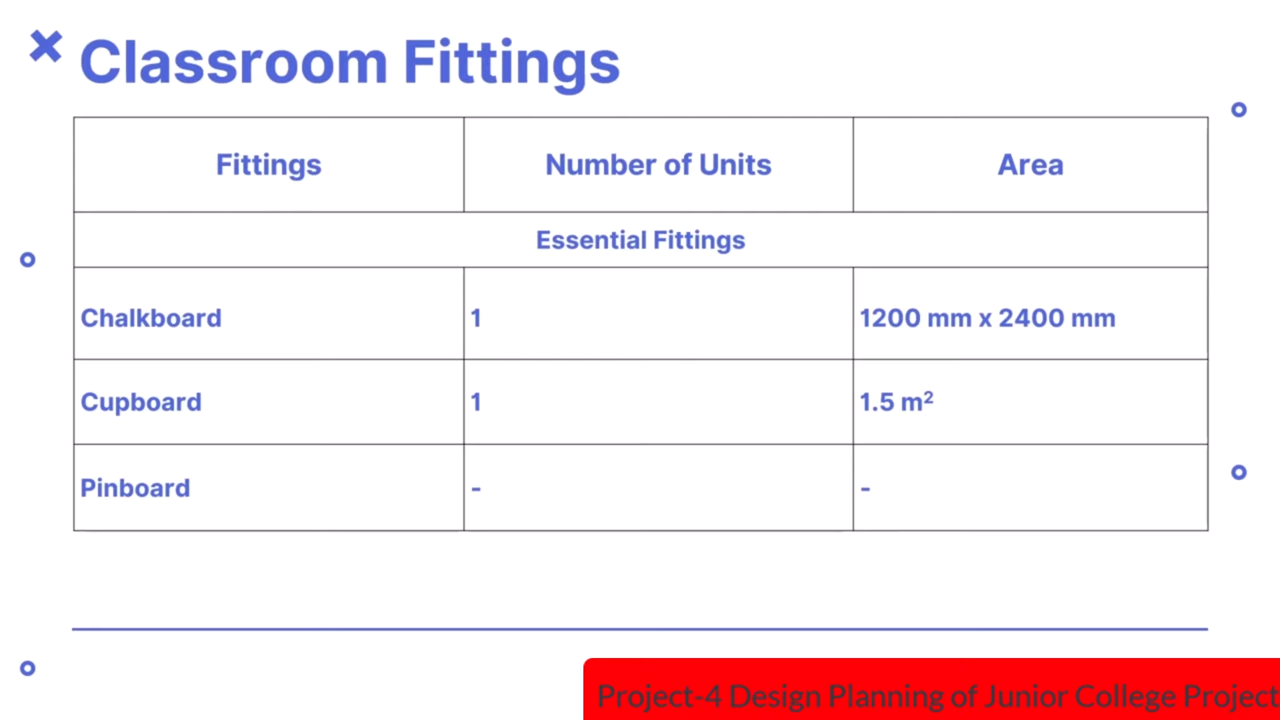 Classroom Fittings
Fittings Number of Units Area
Essential Fittings
Chalkboard 1 1200 mm x 2400 mm
Cupboard 1 1.5 m²
Pinboard - -
Project-4 Design Planning of Junior College Project